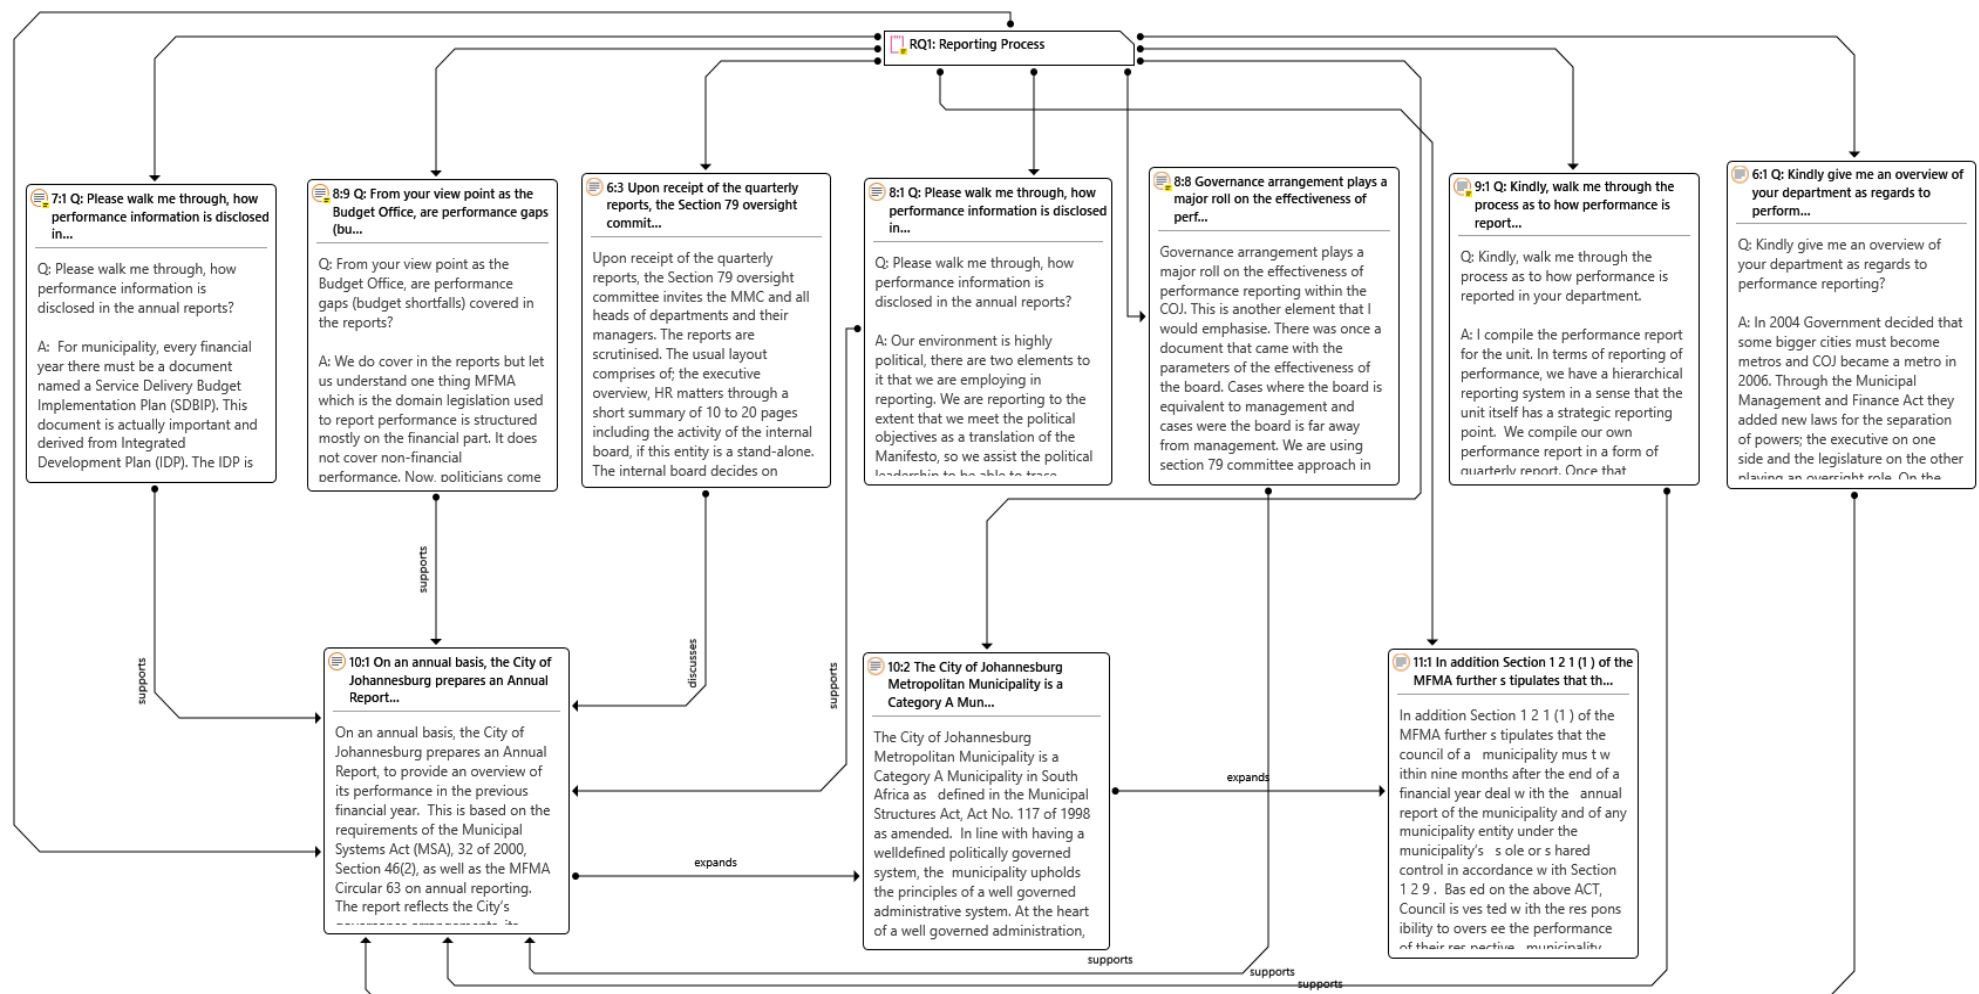 RQ1: Reporting Process
7:1 Q: Please walk me through, how
performance information is disclosed
in...
Q: Please walk me through, how
performance information is
disclosed in the annual reports?
A:  For municipality, every financial
year there must be a document
named a Service Delivery Budget
Implementation Plan (SDBIP). This
document is actually important and
derived from Integrated
Development Plan (IDP). The IDP is
8:9 Q: From your view point as the
Budget Office, are performance gaps
(bu...
Q: From your view point as the
Budget Office, are performance
gaps (budget shortfalls) covered in
the reports?
A: We do cover in the reports but let
us understand one thing MFMA
which is the domain legislation used
to report performance is structured
mostly on the financial part. It does
not cover non-financial
performance. Now, politicians come
6:3 Upon receipt of the quarterly
reports, the Section 79 oversight
commit...
Upon receipt of the quarterly
reports, the Section 79 oversight
committee invites the MMC and all
heads of departments and their
managers. The reports are
scrutinised. The usual layout
comprises of; the executive
overview, HR matters through a
short summary of 10 to 20 pages
including the activity of the internal
board, if this entity is a stand-alone.
The internal board decides on
8:1 Q: Please walk me through, how
performance information is disclosed
in...
Q: Please walk me through, how
performance information is
disclosed in the annual reports?
A: Our environment is highly
political, there are two elements to
it that we are employing in
reporting. We are reporting to the
extent that we meet the political
objectives as a translation of the
Manifesto, so we assist the political
leadership to be able to trace
8:8 Governance arrangement plays a
major roll on the effectiveness of
perf...
Governance arrangement plays a
major roll on the effectiveness of
performance reporting within the
COJ. This is another element that I
would emphasise. There was once a
document that came with the
parameters of the effectiveness of
the board. Cases where the board is
equivalent to management and
cases were the board is far away
from management. We are using
section 79 committee approach in
9:1 Q: Kindly, walk me through the
process as to how performance is
report...
Q: Kindly, walk me through the
process as to how performance is
reported in your department.
A: I compile the performance report
for the unit. In terms of reporting of
performance, we have a hierarchical
reporting system in a sense that the
unit itself has a strategic reporting
point.  We compile our own
performance report in a form of
quarterly report. Once that
6:1 Q: Kindly give me an overview of
your department as regards to
perform...
Q: Kindly give me an overview of
your department as regards to
performance reporting?
A: In 2004 Government decided that
some bigger cities must become
metros and COJ became a metro in
2006. Through the Municipal
Management and Finance Act they
added new laws for the separation
of powers; the executive on one
side and the legislature on the other
playing an oversight role. On the
supports
supports
discusses
supports
10:1 On an annual basis, the City of
Johannesburg prepares an Annual
Report...
On an annual basis, the City of
Johannesburg prepares an Annual
Report, to provide an overview of
its performance in the previous
financial year.  This is based on the
requirements of the Municipal
Systems Act (MSA), 32 of 2000,
Section 46(2), as well as the MFMA
Circular 63 on annual reporting.
The report reflects the City's
governance arrangements, its
expands
10:2 The City of Johannesburg
Metropolitan Municipality is a
Category A Mun...
The City of Johannesburg
Metropolitan Municipality is a
Category A Municipality in South
Africa as   defined in the Municipal
Structures Act, Act No. 117 of 1998
as amended.  In line with having a
welldefined politically governed
system, the  municipality upholds
the principles of a well governed
administrative system. At the heart
of a well governed administration,
expands
11:1 In addition Section 1 2 1 (1 ) of the
MFMA further s tipulates that th...
In addition Section 1 2 1 (1 ) of the
MFMA further s tipulates that the
council of a   municipality mus t w
ithin nine months after the end of a
financial year deal w ith the   annual
report of the municipality and of any
municipality entity under the
municipality's   s ole or s hared
control in accordance w ith Section
1 2 9 .  Bas ed on the above ACT,
Council is ves ted w ith the res pons
ibility to overs ee the performance
of their res pective   municipality
supports
supports
supports